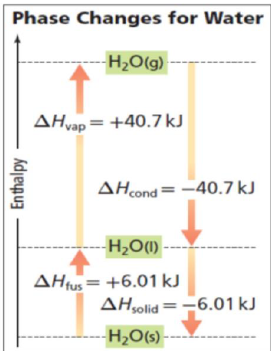 Phase Changes for Water
H₂O(g)
ΔHvap = +40.7 kJ
Enthalpy
ΔHcond = −40.7 kJ
H₂O(l)
ΔHfus = +6.01 kJ
ΔHsolid = −6.01 kJ
H₂O(s)